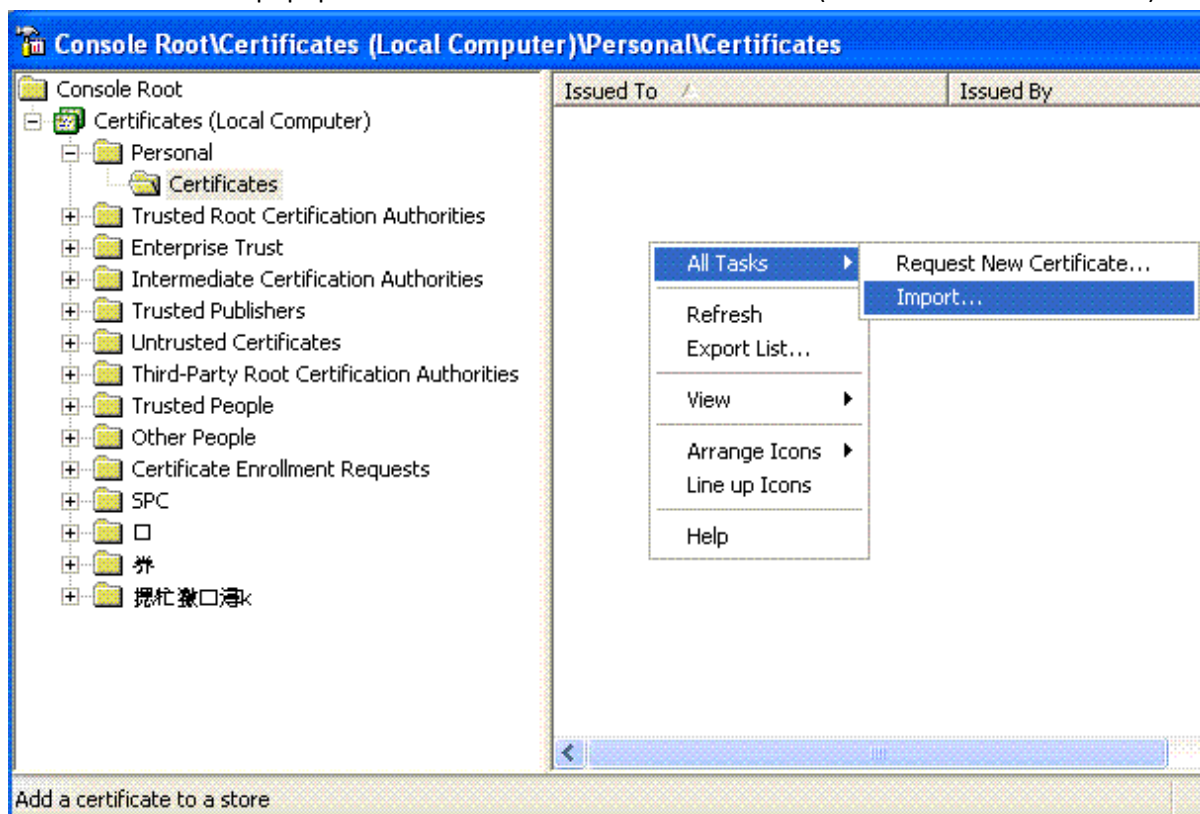 Console Root\Certificates (Local Computer)\Personal\Certificates
Console Root
Certificates (Local Computer)
Personal
Certificates
Trusted Root Certification Authorities
Enterprise Trust
Intermediate Certification Authorities
Trusted Publishers
Untrusted Certificates
Third-Party Root Certification Authorities
Trusted People
Other People
Certificate Enrollment Requests
SPC
Issued To
Issued By
All Tasks
Refresh
Export List...
View
Arrange Icons
Line up Icons
Help
Request New Certificate...
Import...
Add a certificate to a store